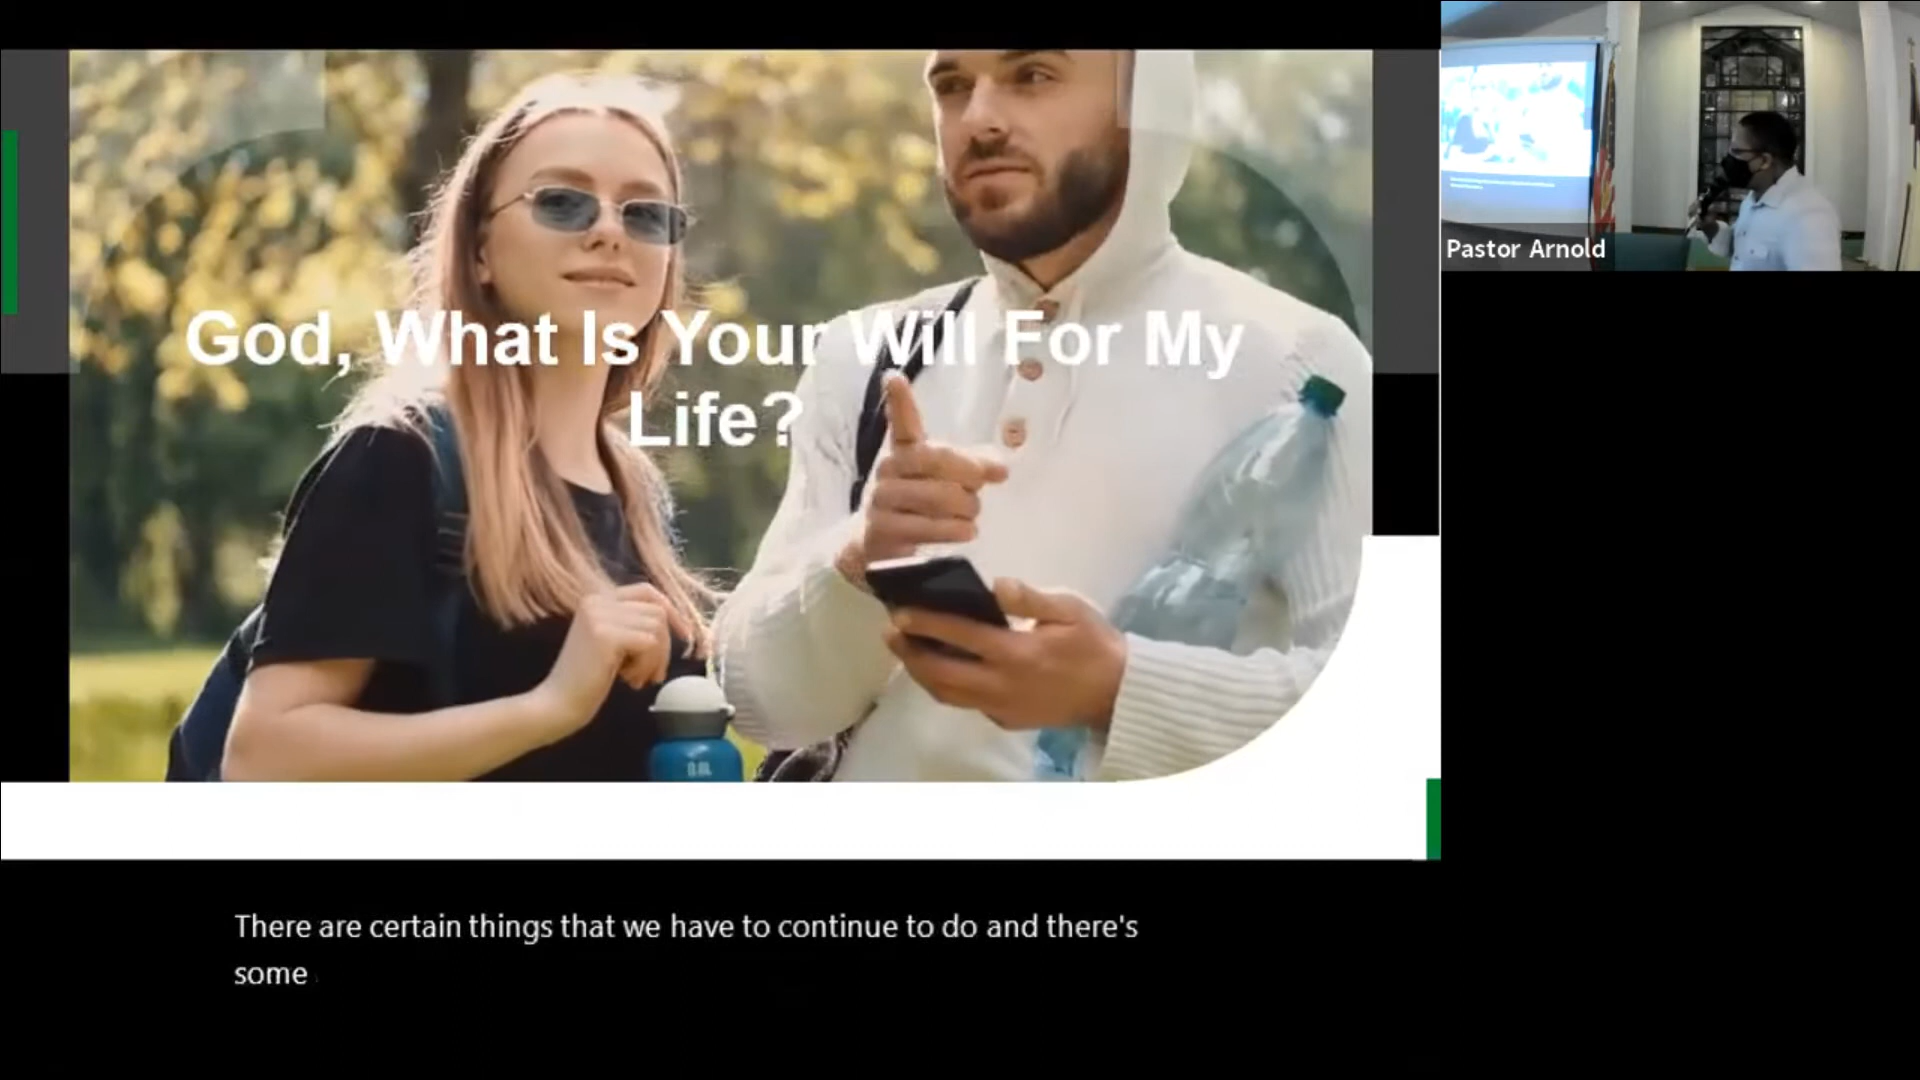 God, What Is Your Will For My
Life?
Pastor Arnold
There are certain things that we have to continue to do and there's
some